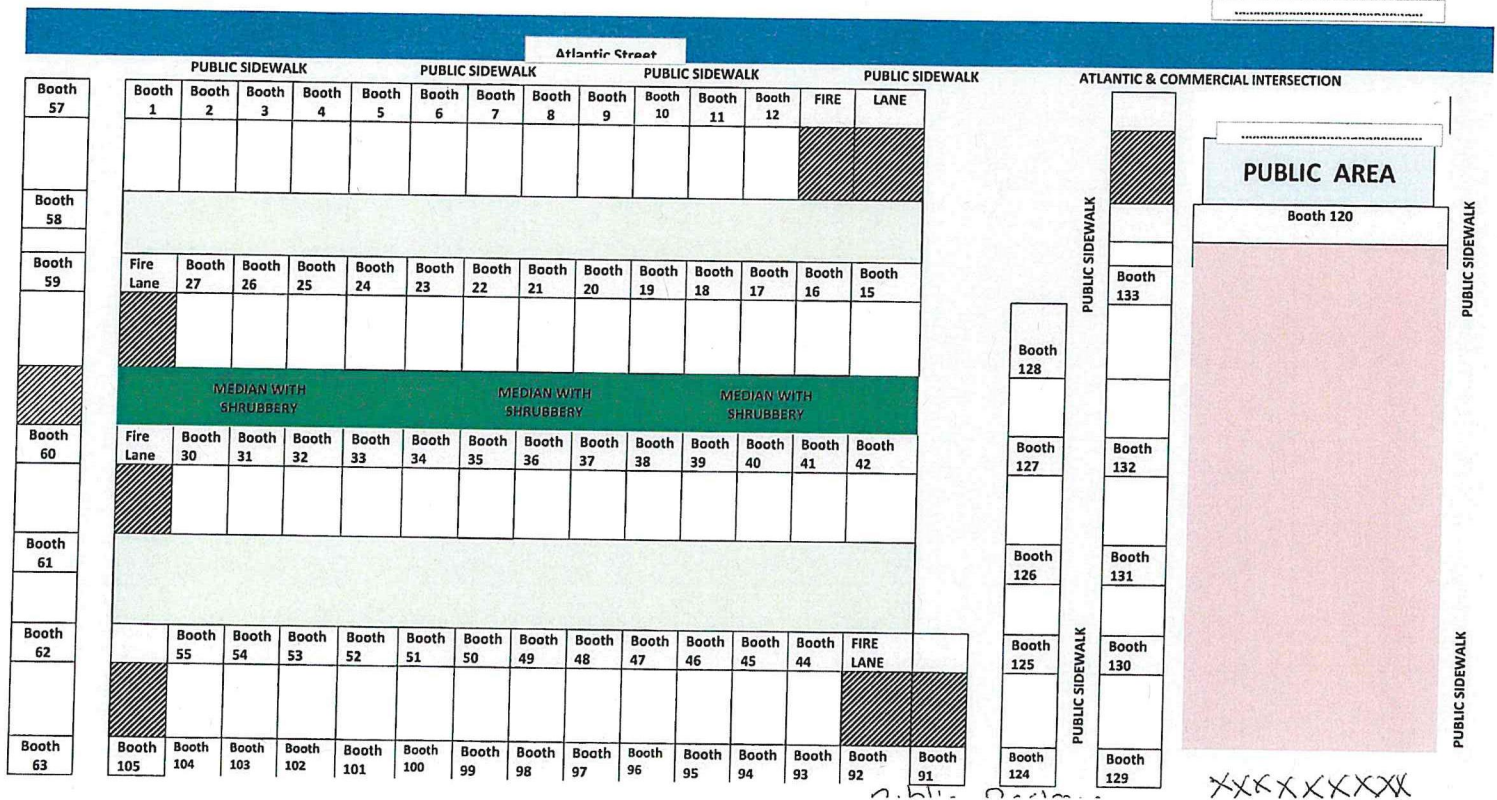 Atlantic Street
PUBLIC SIDEWALK PUBLIC SIDEWALK PUBLIC SIDEWALK PUBLIC SIDEWALK ATLANTIC & COMMERCIAL INTERSECTION
Booth 57
Booth 58
Booth 59
Booth 60
Booth 61
Booth 62
Booth 63
Booth 1
Booth 2
Booth 3
Booth 4
Booth 5
Booth 6
Booth 7
Booth 8
Booth 9
Booth 10
Booth 11
Booth 12
FIRE LANE
Fire Lane
Booth 27
Booth 26
Booth 25
Booth 24
Booth 23
Booth 22
Booth 21
Booth 20
Booth 19
Booth 18
Booth 17
Booth 16
Booth 15
MEDIAN WITH SHRUBBERY
MEDIAN WITH SHRUBBERY
MEDIAN WITH SHRUBBERY
Fire Lane
Booth 30
Booth 31
Booth 32
Booth 33
Booth 34
Booth 35
Booth 36
Booth 37
Booth 38
Booth 39
Booth 40
Booth 41
Booth 42
Booth 55
Booth 54
Booth 53
Booth 52
Booth 51
Booth 50
Booth 49
Booth 48
Booth 47
Booth 46
Booth 45
Booth 44
FIRE LANE
Booth 105
Booth 104
Booth 103
Booth 102
Booth 101
Booth 100
Booth 99
Booth 98
Booth 97
Booth 96
Booth 95
Booth 94
Booth 93
Booth 92
Booth 91
Booth 128
Booth 127
Booth 126
Booth 125
Booth 124
PUBLIC SIDEWALK
PUBLIC SIDEWALK
Booth 133
Booth 132
Booth 131
Booth 130
Booth 129
PUBLIC AREA
Booth 120
PUBLIC SIDEWALK
PUBLIC SIDEWALK
Public
XXXXXXXXX